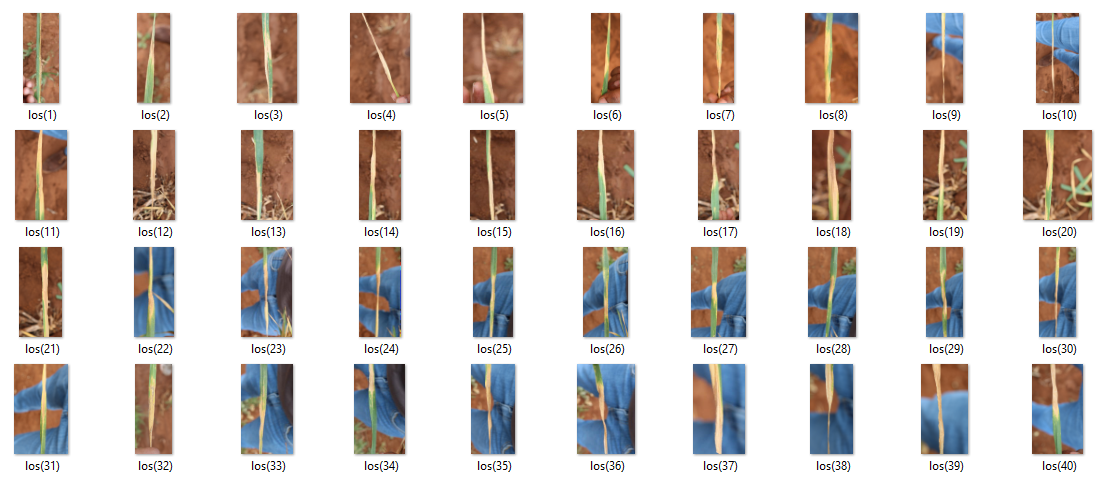 los(1) los(2) los(3) los(4) los(5) los(6) los(7) los(8) los(9) los(10)
los(11) los(12) los(13) los(14) los(15) los(16) los(17) los(18) los(19) los(20)
los(21) los(22) los(23) los(24) los(25) los(26) los(27) los(28) los(29) los(30)
los(31) los(32) los(33) los(34) los(35) los(36) los(37) los(38) los(39) los(40)